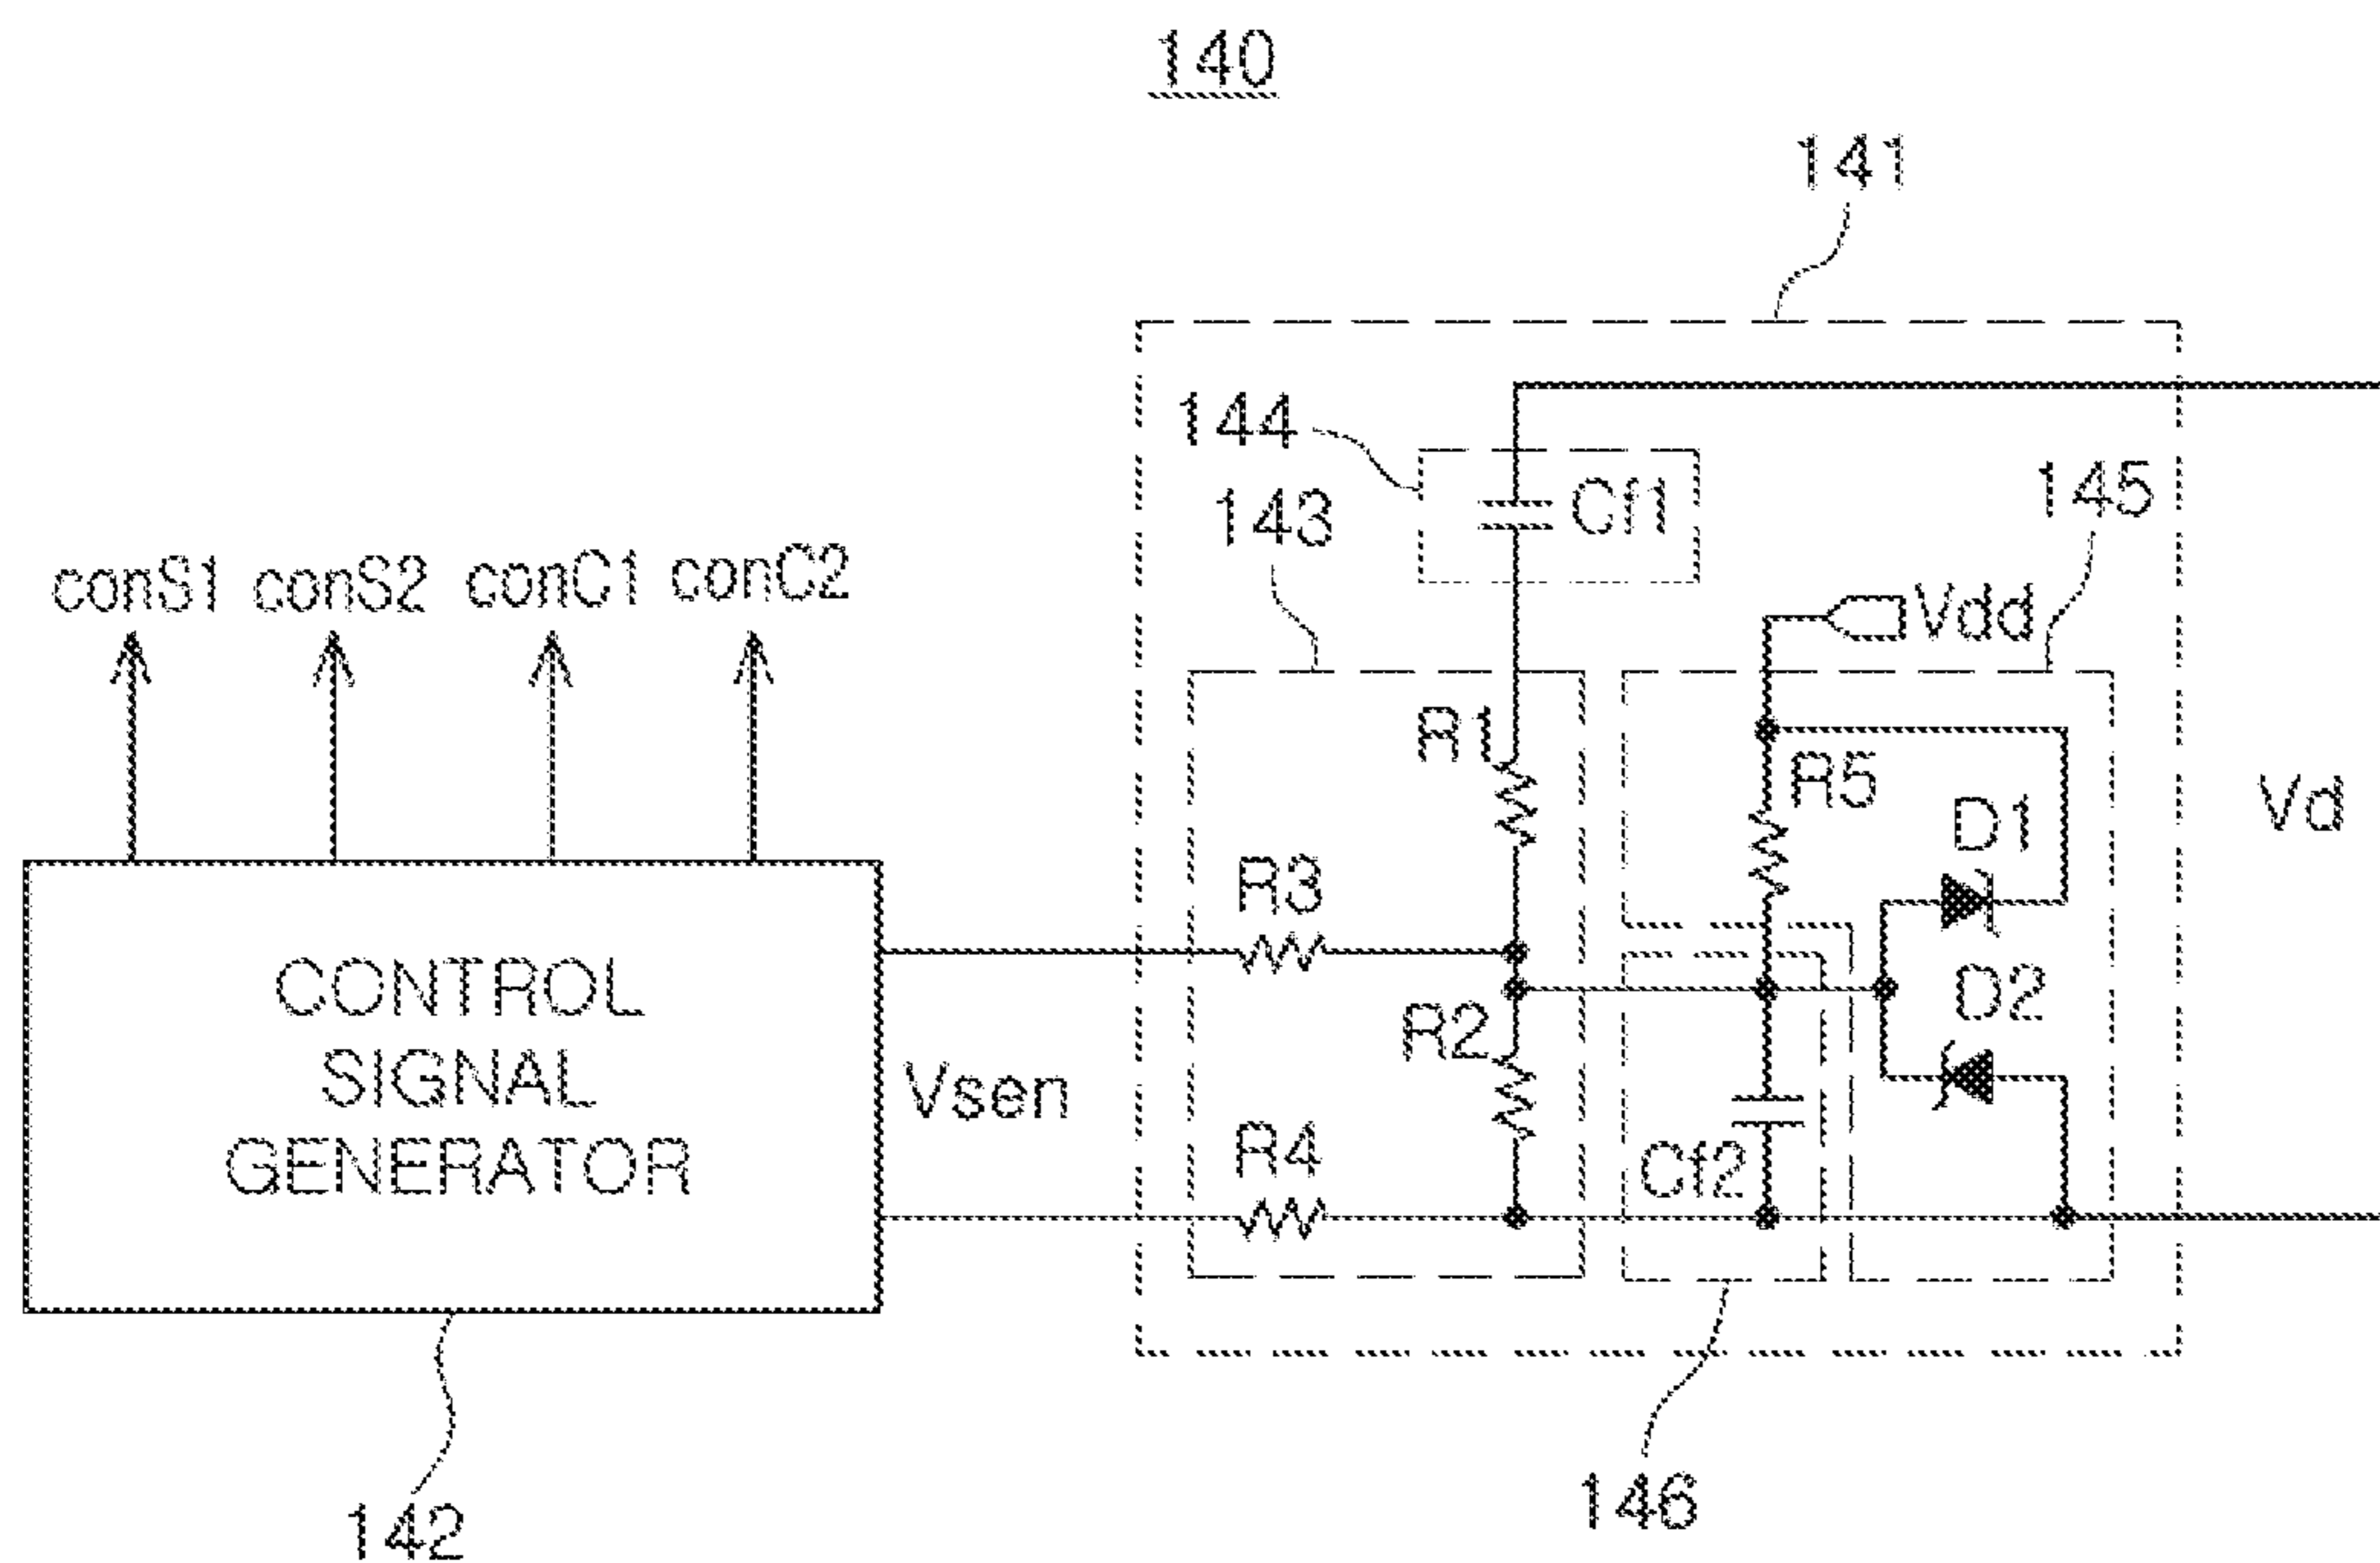 140
141
144
Cf1
143
145
conS1 conS2 conC1 conC2
Vdd
R1
R5
D1
Vd
R3
CONTROL
SIGNAL
GENERATOR
R2
D2
Vsen
R4
Cf2
142
146